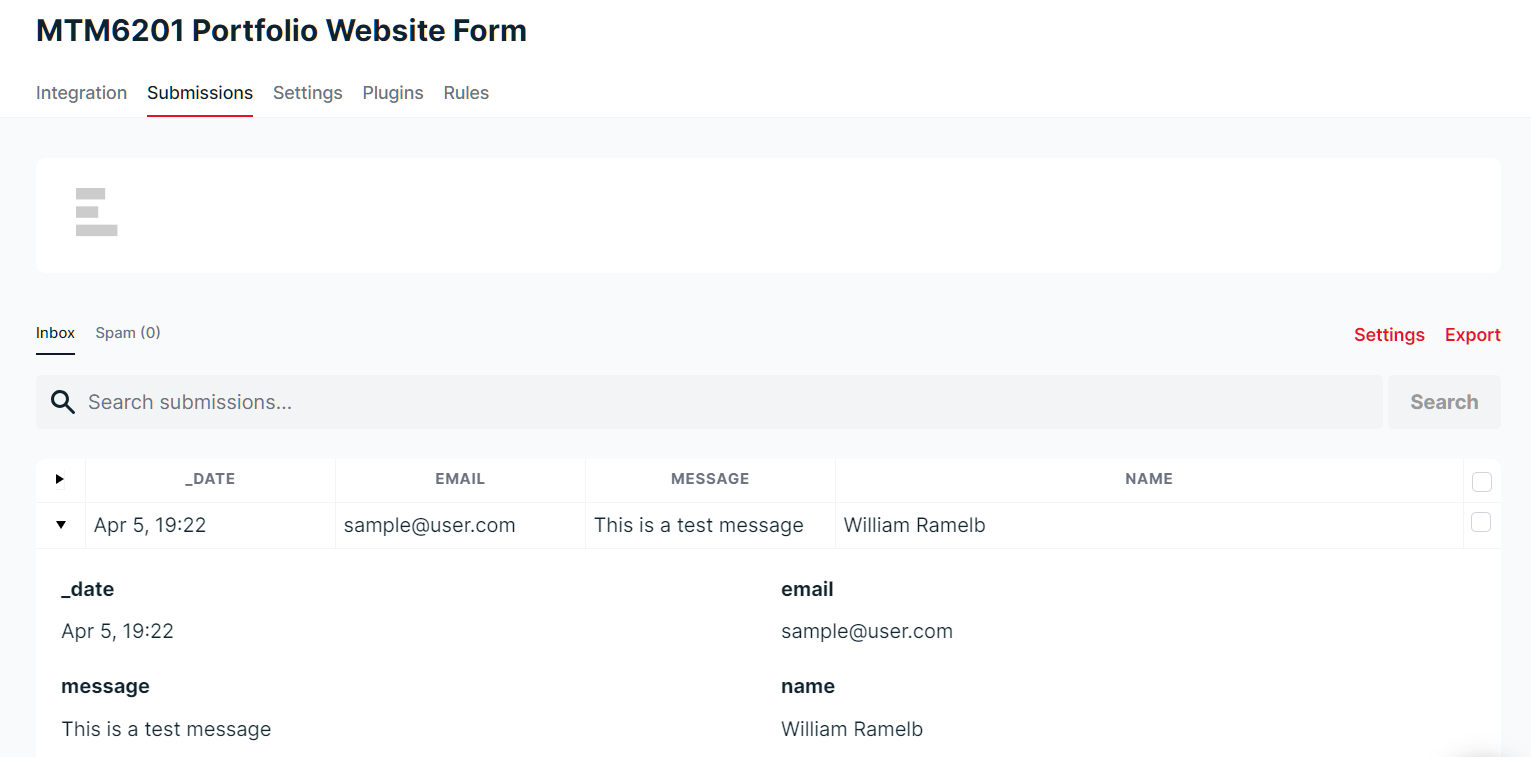 MTM6201 Portfolio Website Form
Integration Submissions Settings Plugins Rules
Inbox Spam (0) Settings Export
Search submissions... Search
_DATE EMAIL MESSAGE NAME
Apr 5, 19:22 sample@user.com This is a test message William Ramelb
_date email
Apr 5, 19:22 sample@user.com
message name
This is a test message William Ramelb